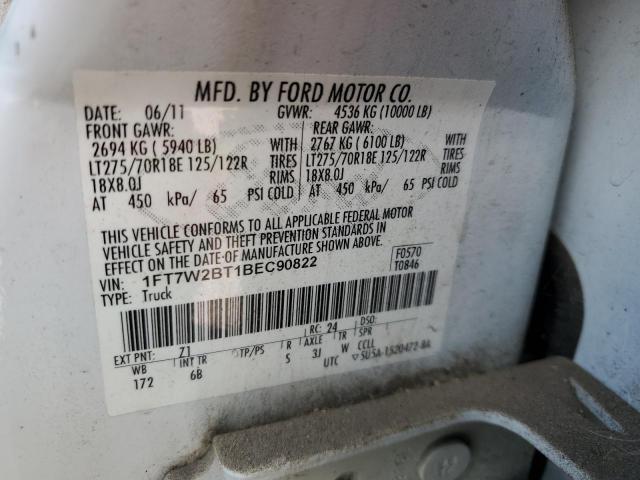 MFD. BY FORD MOTOR CO.
DATE: 06/11 GVWR: 4536 KG (10000 LB)
FRONT GAWR: REAR GAWR:
2694 KG ( 5940 LB) WITH 2767 KG ( 6100 LB) WITH
LT275/70R18E 125/122R TIRES LT275/70R18E 125/122R TIRES
18X8.0J RIMS 18X8.0J RIMS
AT 450 kPa/ 65 PSI COLD AT 450 kPa/ 65 PSI COLD
THIS VEHICLE CONFORMS TO ALL APPLICABLE FEDERAL MOTOR
VEHICLE SAFETY AND THEFT PREVENTION STANDARDS IN
EFFECT ON THE DATE OF MANUFACTURE SHOWN ABOVE.
VIN: 1FT7W2BT1BEC90822 F0570
TYPE: Truck T0846
RC: 24 DSO:
EXT PNT: Z1 TP/PS R AXLE TR SPR
WB INT TR S 3J W CCLL
172 6B UTC